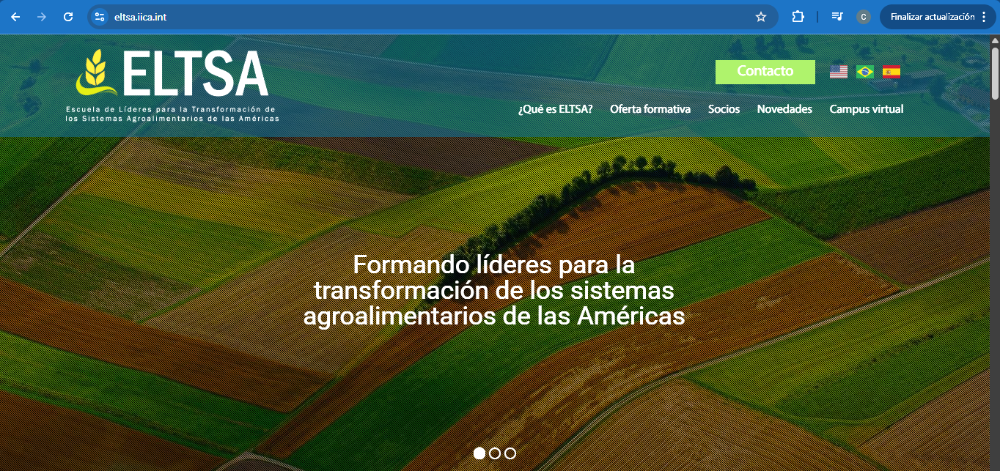 eltsa.iica.int
C
Finalizar actualización
ELTSA
Escuela de Líderes para la Transformación de
los Sistemas Agroalimentarios de las Américas
Contacto
¿Qué es ELTSA? Oferta formativa Socios Novedades Campus virtual
Formando líderes para la
transformación de los sistemas
agroalimentarios de las Américas